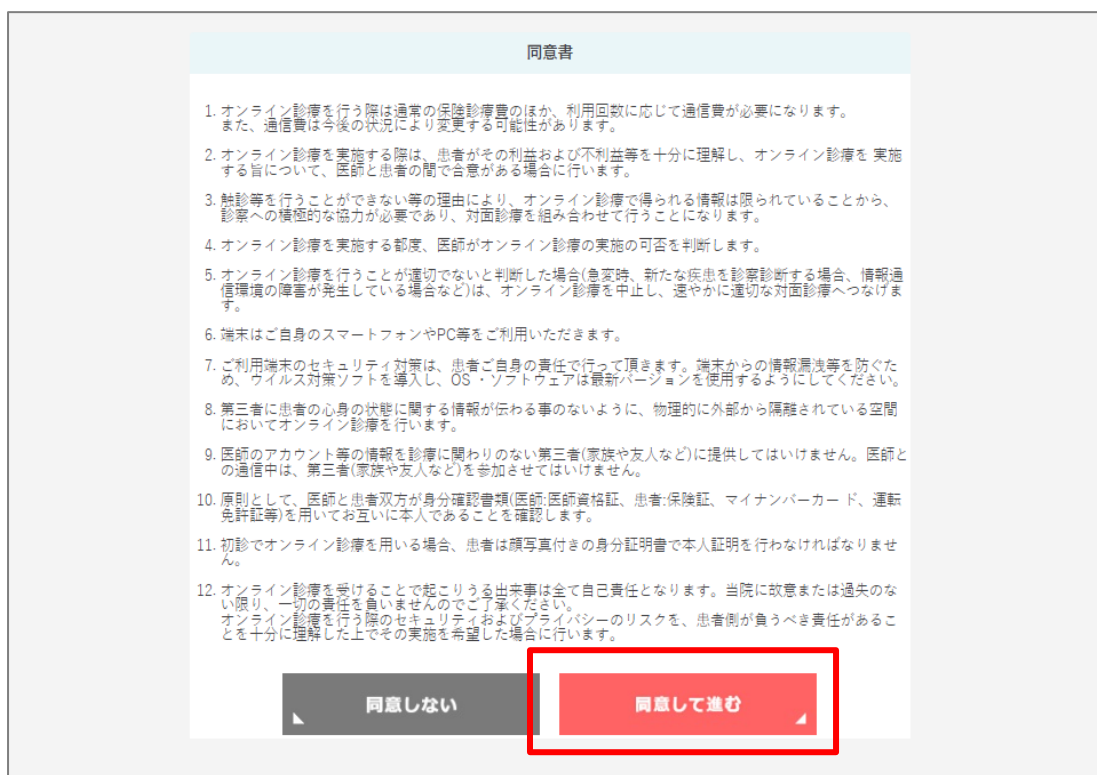 同意書
1. オンライン診療を行う際は通常の保険診療費のほか、利用回数に応じて通信費が必要になります。
また、通信費は今後の状況により変更する可能性があります。
2. オンライン診療を実施する際は、患者がその利益および不利益等を十分に理解し、オンライン診療を 実施
する旨について、医師と患者の間で合意がある場合に行います。
3. 触診等を行うことができない等の理由により、オンライン診療で得られる情報は限られていることから、
診察への積極的な協力が必要であり、対面診療を組み合わせて行うことになります。
4. オンライン診療を実施する都度、医師がオンライン診療の実施の可否を判断します。
5. オンライン診療を行うことが適切でないと判断した場合(急変時、新たな疾患を診察診断する場合、情報通
信環境の障害が発生している場合など)は、オンライン診療を中止し、速やかに適切な対面診療へつなげま
す。
6. 端末はご自身のスマートフォンやPC等をご利用いただきます。
7. ご利用端末のセキュリティ対策は、患者ご自身の責任で行って頂きます。端末からの情報漏洩等を防ぐた
め、ウイルス対策ソフトを導入し、OS ・ソフトウェアは最新バージョンを使用するようにしてください。
8. 第三者に患者の心身の状態に関する情報が伝わる事のないように、物理的に外部から隔離されている空間
においてオンライン診療を行います。
9. 医師のアカウント等の情報を診療に関わりのない第三者(家族や友人など)に提供してはいけません。医師と
の通信中は、第三者(家族や友人など)を参加させてはいけません。
10. 原則として、医師と患者双方が身分確認書類(医師:医師資格証、患者:保険証、マイナンバーカー ド、運転
免許証等)を用いてお互いに本人であることを確認します。
11. 初診でオンライン診療を用いる場合、患者は顔写真付きの身分証明書で本人証明を行わなければなりませ
ん。
12. オンライン診療を受けることで起こりうる出来事は全て自己責任となります。当院に故意または過失のな
い限り、一切の責任を負いませんのでご了承ください。
オンライン診療を行う際のセキュリティおよびプライバシーのリスクを、患者側が負うべき責任があるこ
とを十分に理解した上でその実施を希望した場合に行います。
同意しない
同意して進む